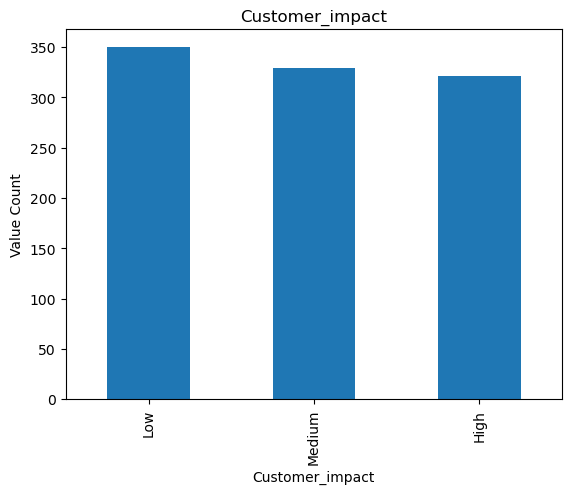 Customer_impact
350
300
250
200
150
100
50
0
Value Count
Low
Medium
High
Customer_impact